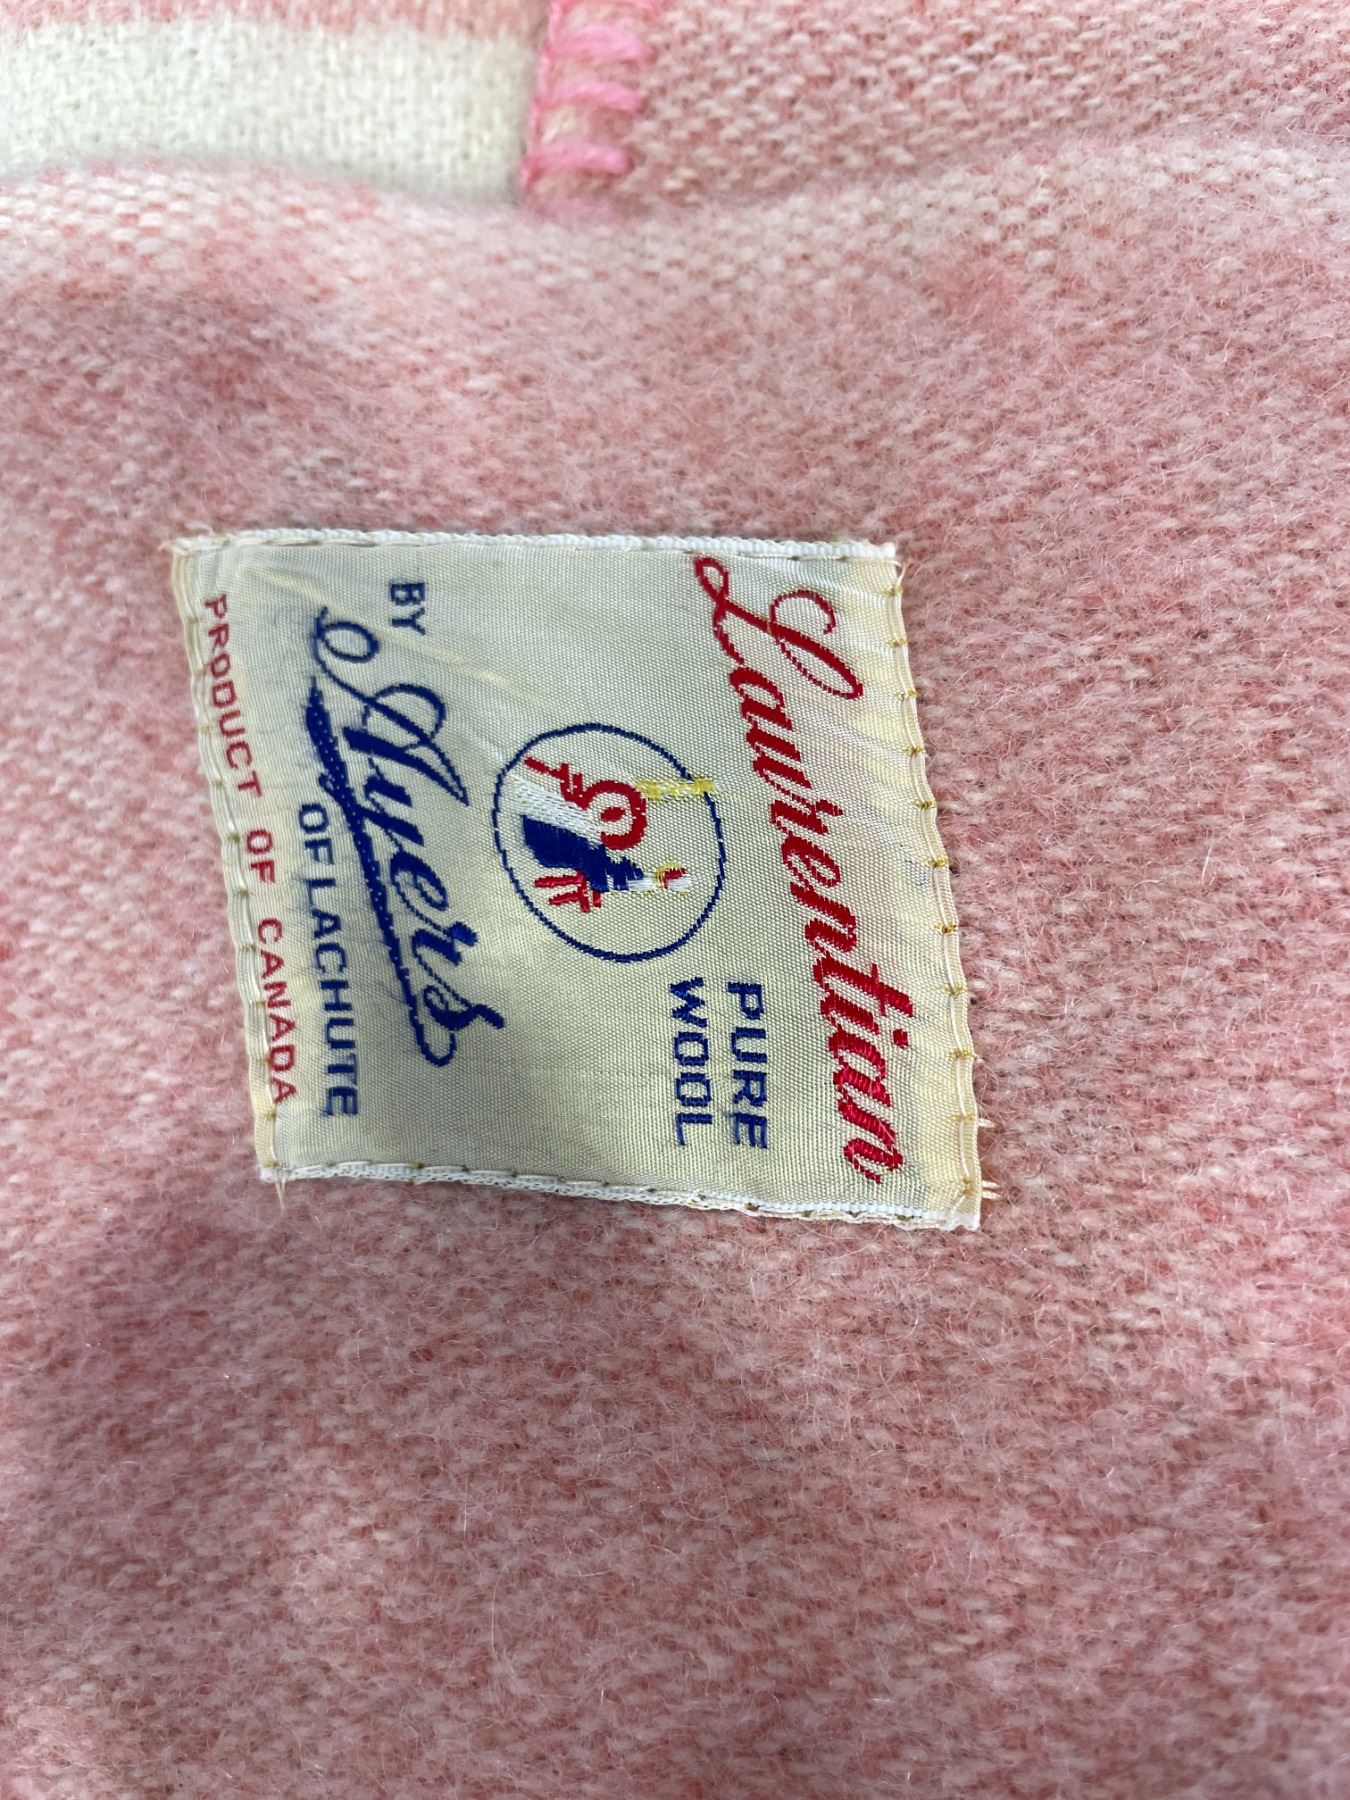 Laurentian
PURE
WOOL
BY
Ayers
OF LACHUTE
PRODUCT OF CANADA